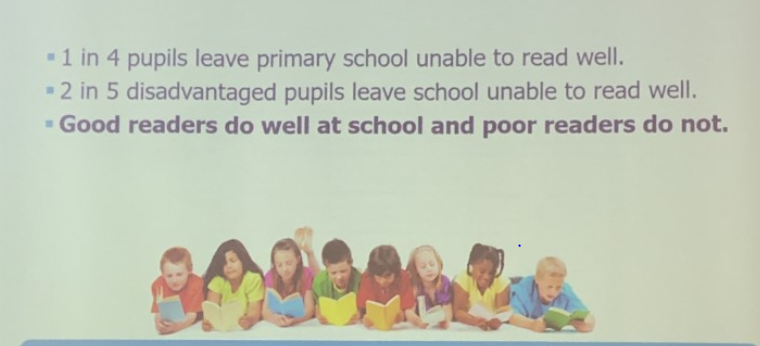 ▪ 1 in 4 pupils leave primary school unable to read well.
▪ 2 in 5 disadvantaged pupils leave school unable to read well.
▪ Good readers do well at school and poor readers do not.